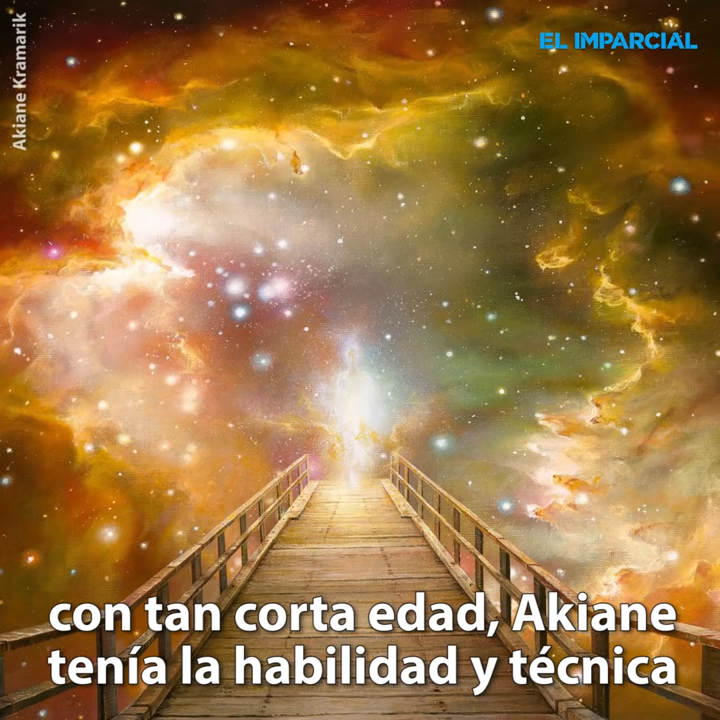 Akiane Kramarik
EL IMPARCIAL
con tan corta edad, Akiane
tenía la habilidad y técnica